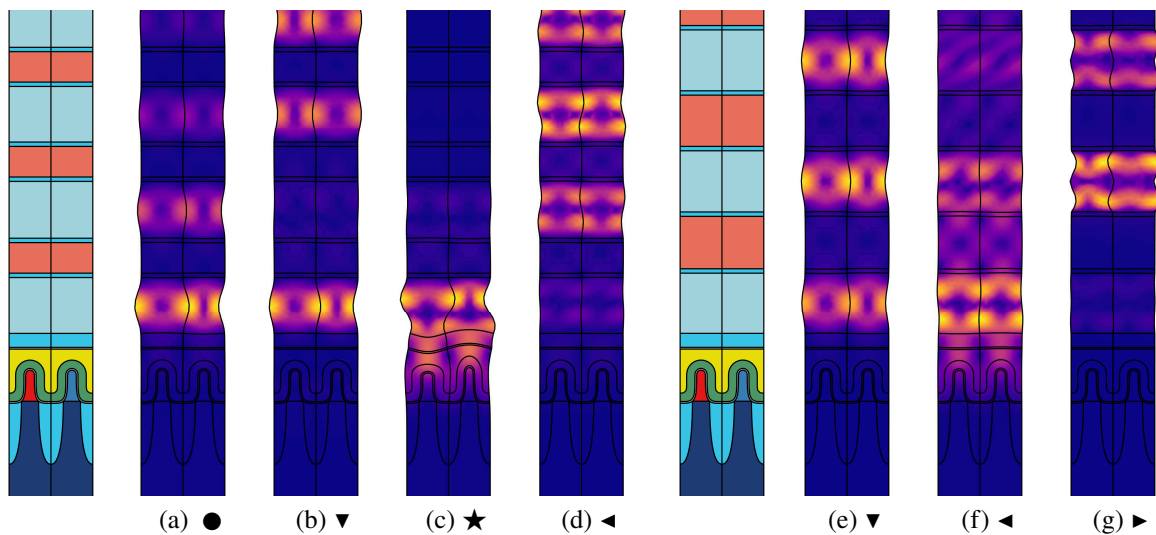 (a) ● (b) ▼ (c) ★ (d) ◄ (e) ▼ (f) ◄ (g) ►